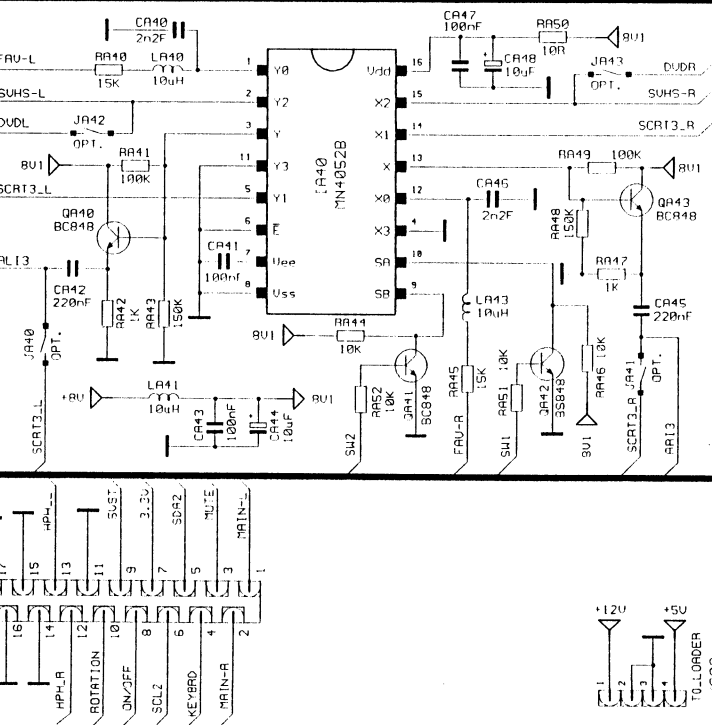 CA40
2n2F
FAV-L
RA40
15K
LA40
10uH
SVHS-L
DVDL
JA42
OPT.
8V1
RA41
100K
SCRT3_L
QA40
BC848
ALI3
CA42
220nF
CA41
100nF
RA42
1K
RA43
150K
JA40
OPT.
SCRT3_L
1
2
3
11
5
6
7
8
Y0
Y2
Y
Y3
Y1
E
Vee
Vss
IA40
MN4052B
Vdd
X2
X1
X
X0
X3
SA
SB
16
15
14
13
12
4
10
9
CA47
100nF
CA48
10uF
RA50
10R
8V1
JA43
OPT.
DVDR
SVHS-R
SCRT3_R
RA49
100K
8V1
CA46
2n2F
QA43
BC848
RA48
150K
RA47
1K
CA45
220nF
LA43
10uH
8V1
RA44
10K
+8V
LA41
10uH
8V1
CA43
100nF
CA44
10uF
RA52
10K
QA41
BC848
SW2
RA45
15K
FAV-R
RA51
10K
SW1
QA42
BS848
RA46
10K
8V1
JA41
OPT.
SCRT3_R
ARI3
HPH_L
5VST.
3.3V
SDA2
MUTE
MAIN-L
17
15
13
11
9
7
5
3
1
16
14
12
10
8
6
4
2
HPH_R
ROTATION
ON/OFF
SCL2
KEYBRD
MAIN-R
+12V
+5V
1
2
3
4
TO_LOADER